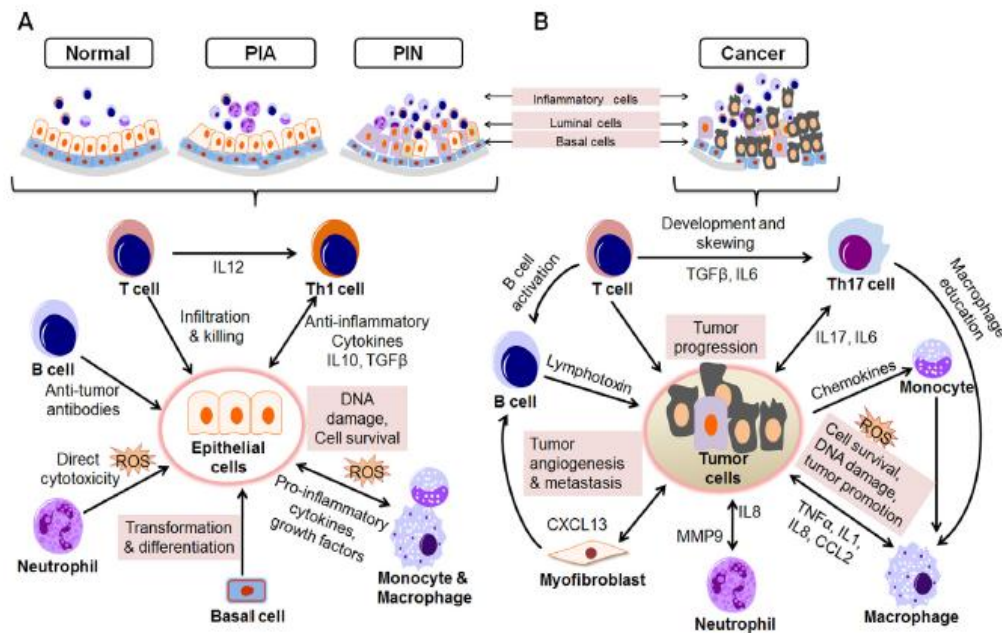 A
B
Normal
PIA
PIN
Cancer
Inflammatory cells
Luminal cells
Basal cells
T cell
IL12
Th1 cell
Infiltration
& killing
Anti-inflammatory
Cytokines
IL10, TGFβ
B cell
Anti-tumor
antibodies
Epithelial
cells
DNA
damage,
Cell survival
Direct
cytotoxicity
ROS
ROS
Pro-inflammatory
cytokines,
growth factors
Neutrophil
Transformation
& differentiation
Basal cell
Monocyte &
Macrophage
T cell
Development and
skewing
TGFβ, IL6
Th17 cell
B cell
activation
Macrophage
education
Tumor
progression
IL17, IL6
B cell
Lymphotoxin
Chemokines
Monocyte
Tumor
cells
ROS
Cell survival,
DNA damage,
tumor promotion
Tumor
angiogenesis
& metastasis
CXCL13
Myofibroblast
IL8
MMP9
Neutrophil
TNFα, IL1,
IL8, CCL2
Macrophage